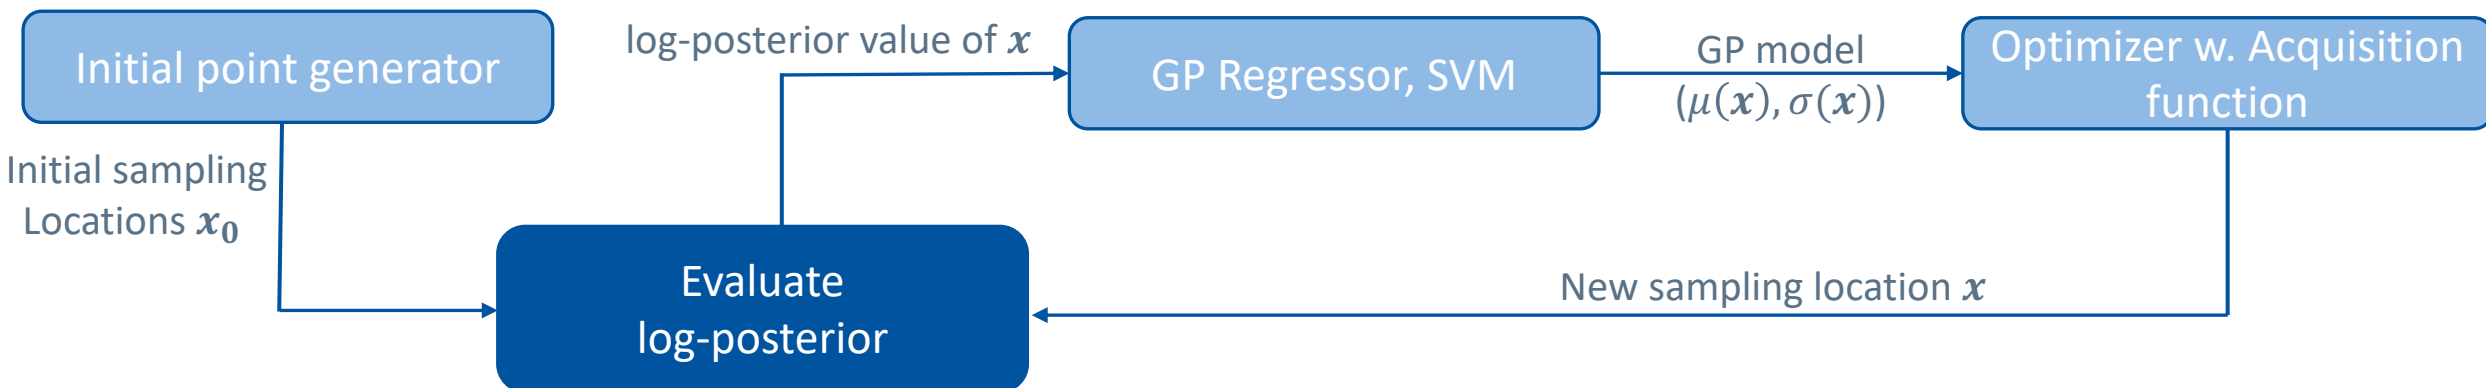 Initial point generator
Initial sampling
Locations 𝒙𝟎
log-posterior value of 𝒙
Evaluate
log-posterior
GP Regressor, SVM
GP model
(𝜇(𝒙), 𝜎(𝒙))
Optimizer w. Acquisition
function
New sampling location 𝒙